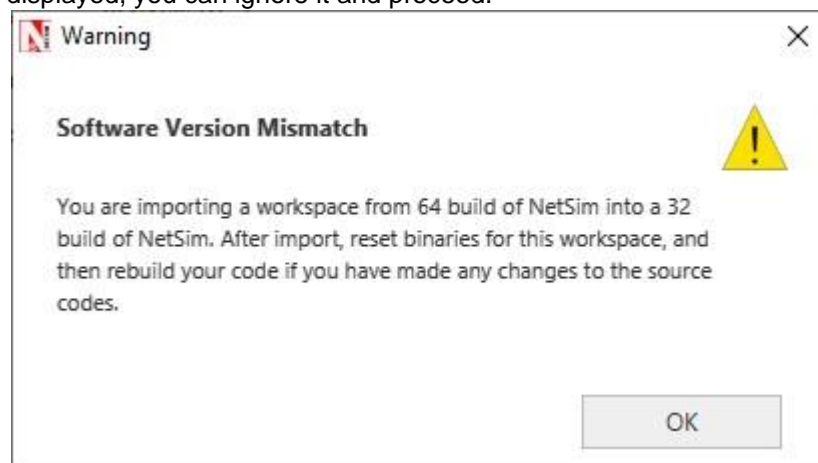 displayed, you can ignore it and proceed.
Warning
Software Version Mismatch
You are importing a workspace from 64 build of NetSim into a 32
build of NetSim. After import, reset binaries for this workspace, and
then rebuild your code if you have made any changes to the source
codes.
OK